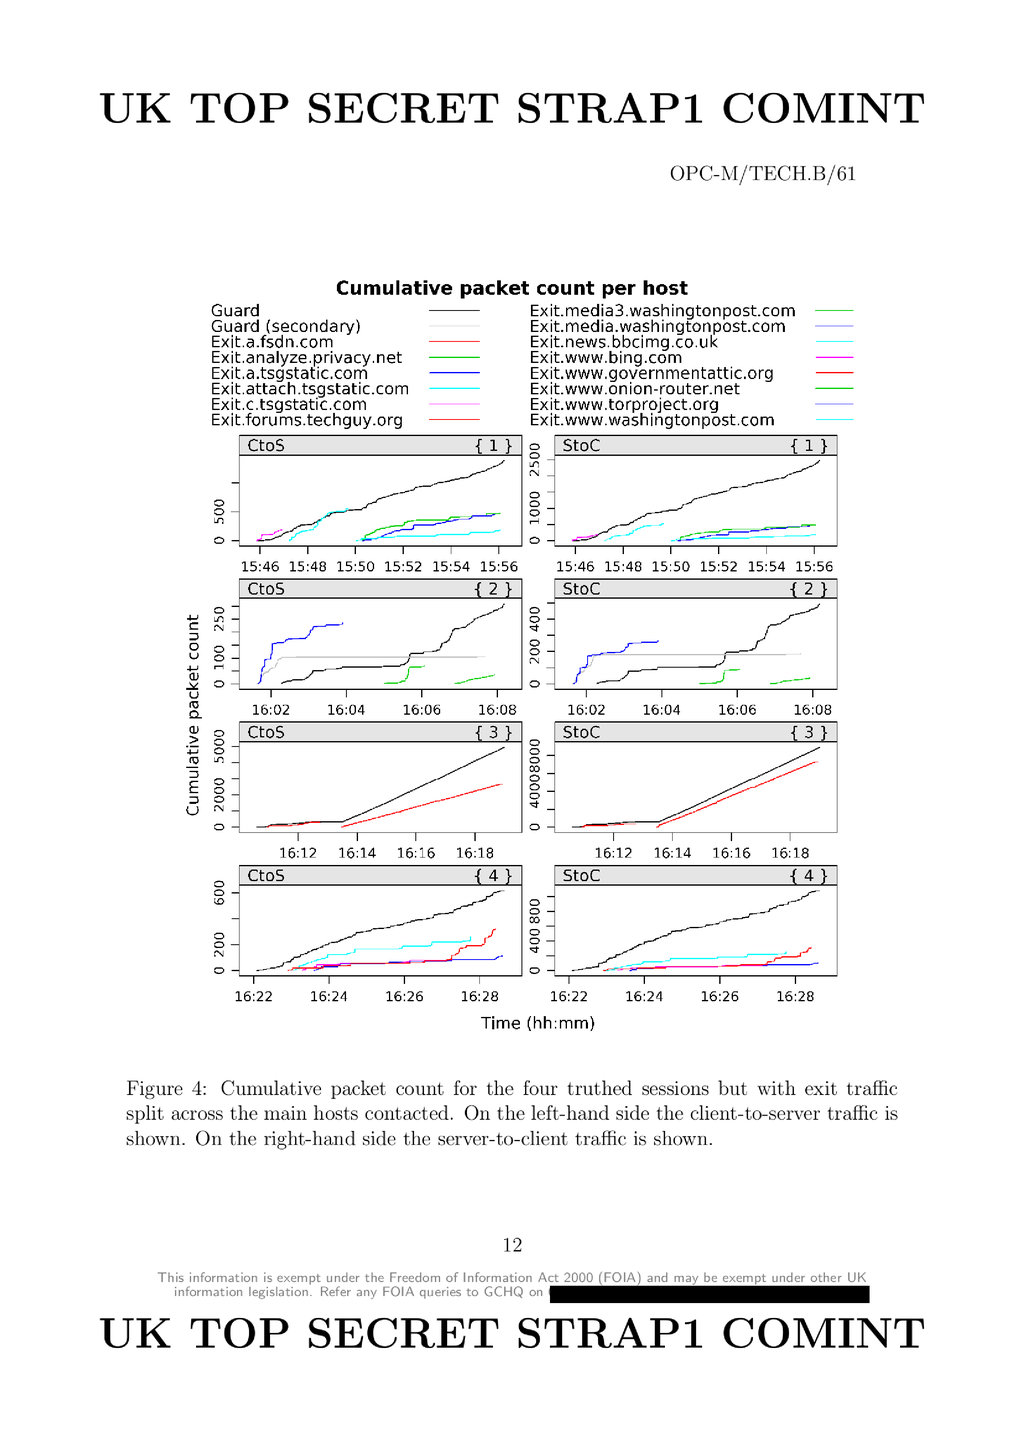 UK TOP SECRET STRAP1 COMINT
OPC-M/TECH.B/61
Cumulative packet count per host
Guard
Guard (secondary)
Exit.a.fsdn.com
Exit.analyze.privacy.net
Exit.a.tsgstatic.com
Exit.attach.tsgstatic.com
Exit.c.tsgstatic.com
Exit.forums.techguy.org
Exit.media3.washingtonpost.com
Exit.media.washingtonpost.com
Exit.news.bbcimg.co.uk
Exit.www.bing.com
Exit.www.governmentattic.org
Exit.www.onion-router.net
Exit.www.torproject.org
Exit.www.washingtonpost.com
Cumulative packet count
CtoS { 1 }
0 500
15:46 15:48 15:50 15:52 15:54 15:56
StoC { 1 }
0 1000 2500
15:46 15:48 15:50 15:52 15:54 15:56
CtoS { 2 }
0 100 250
16:02 16:04 16:06 16:08
StoC { 2 }
0 200 400
16:02 16:04 16:06 16:08
CtoS { 3 }
0 2000 5000
16:12 16:14 16:16 16:18
StoC { 3 }
0 4000 8000
16:12 16:14 16:16 16:18
CtoS { 4 }
0 200 600
16:22 16:24 16:26 16:28
StoC { 4 }
0 400 800
16:22 16:24 16:26 16:28
Time (hh:mm)
Figure 4: Cumulative packet count for the four truthed sessions but with exit traffic
split across the main hosts contacted. On the left-hand side the client-to-server traffic is
shown. On the right-hand side the server-to-client traffic is shown.
12
This information is exempt under the Freedom of Information Act 2000 (FOIA) and may be exempt under other UK
information legislation. Refer any FOIA queries to GCHQ on
UK TOP SECRET STRAP1 COMINT